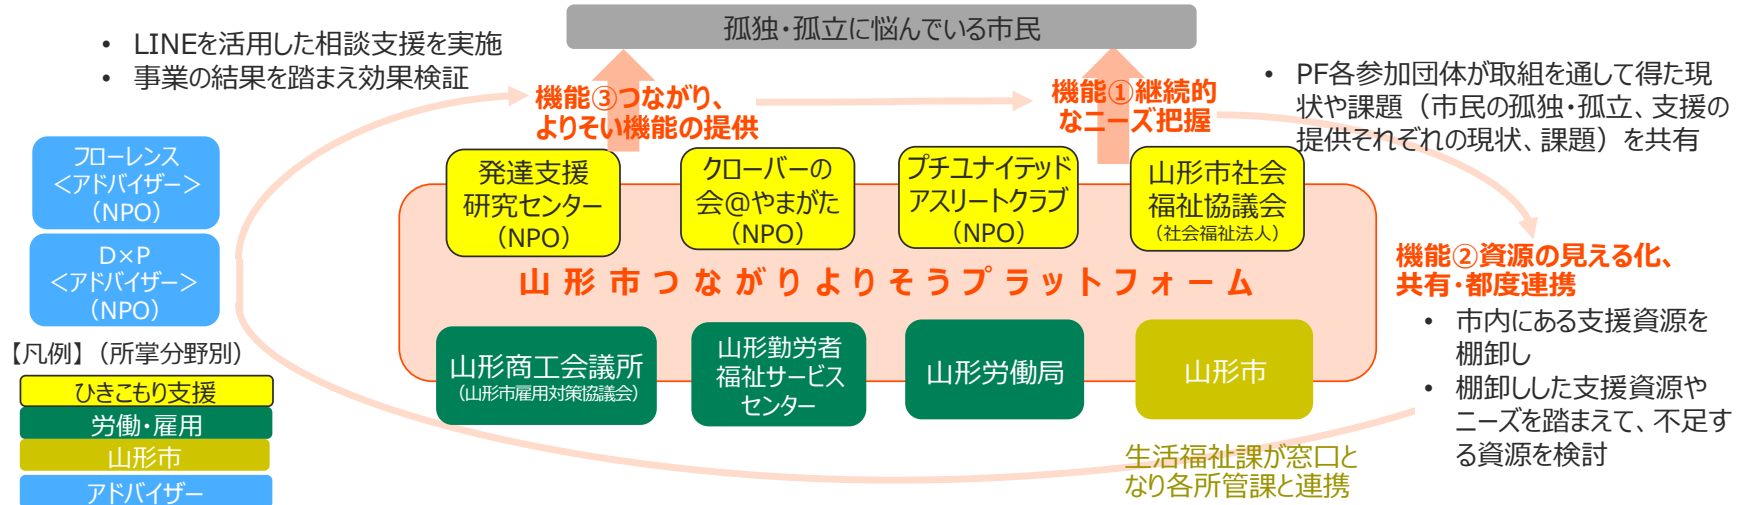 孤独・孤立に悩んでいる市民
• LINEを活用した相談支援を実施
• 事業の結果を踏まえ効果検証
機能③つながり、
よりそい機能の提供
機能①継続的
なニーズ把握
• PF各参加団体が取組を通して得た現
状や課題（市民の孤独・孤立、支援の
提供それぞれの現状、課題）を共有
フローレンス
＜アドバイザー＞
（NPO）
D×P
＜アドバイザー＞
（NPO）
発達支援
研究センター
（NPO）
クローバーの
会@やまがた
（NPO）
プチユナイテッド
アスリートクラブ
（NPO）
山形市社会
福祉協議会
（社会福祉法人）
山形市つながりよりそうプラットフォーム
機能②資源の見える化、
共有・都度連携
• 市内にある支援資源を
棚卸し
• 棚卸しした支援資源や
ニーズを踏まえて、不足す
る資源を検討
山形商工会議所
（山形市雇用対策協議会）
山形勤労者
福祉サービス
センター
山形労働局
山形市
生活福祉課が窓口と
なり各所管課と連携
【凡例】（所掌分野別）
ひきこもり支援
労働・雇用
山形市
アドバイザー